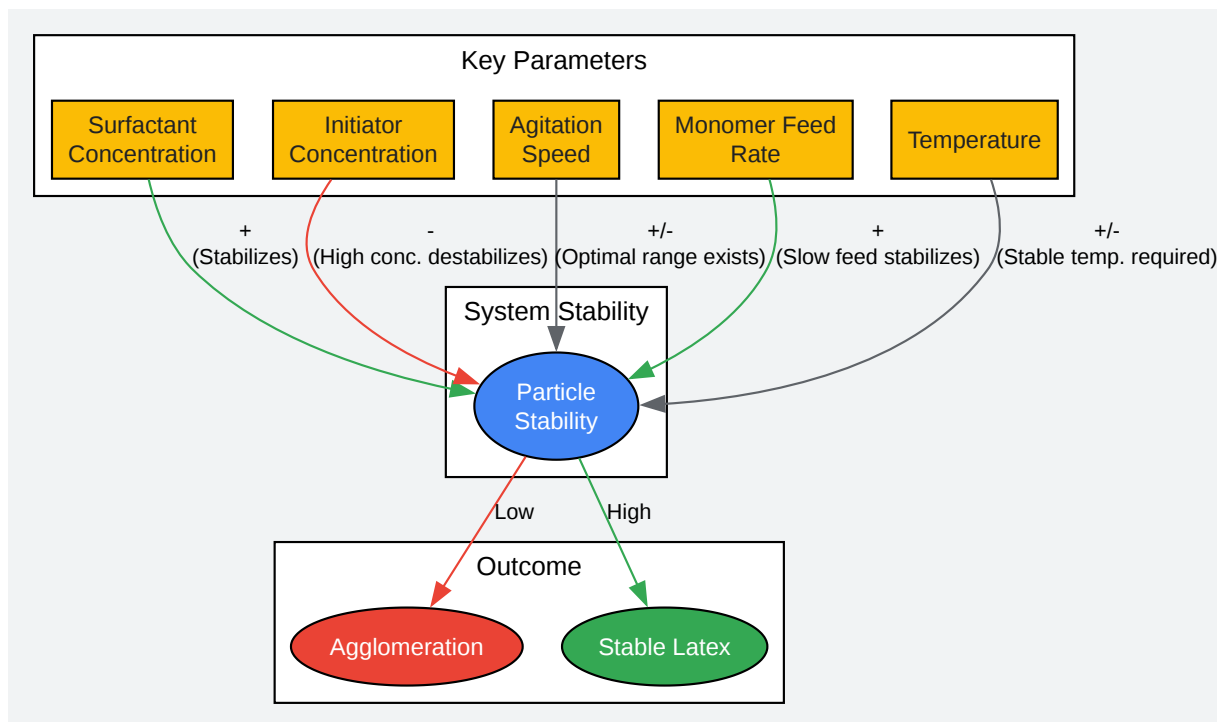 Key Parameters
Surfactant
Concentration
Initiator
Concentration
Agitation
Speed
Monomer Feed
Rate
Temperature
+
(Stabilizes)
-
(High conc. destabilizes)
+/-
(Optimal range exists)
+
(Slow feed stabilizes)
+/-
(Stable temp. required)
System Stability
Particle
Stability
Low
High
Outcome
Agglomeration
Stable Latex